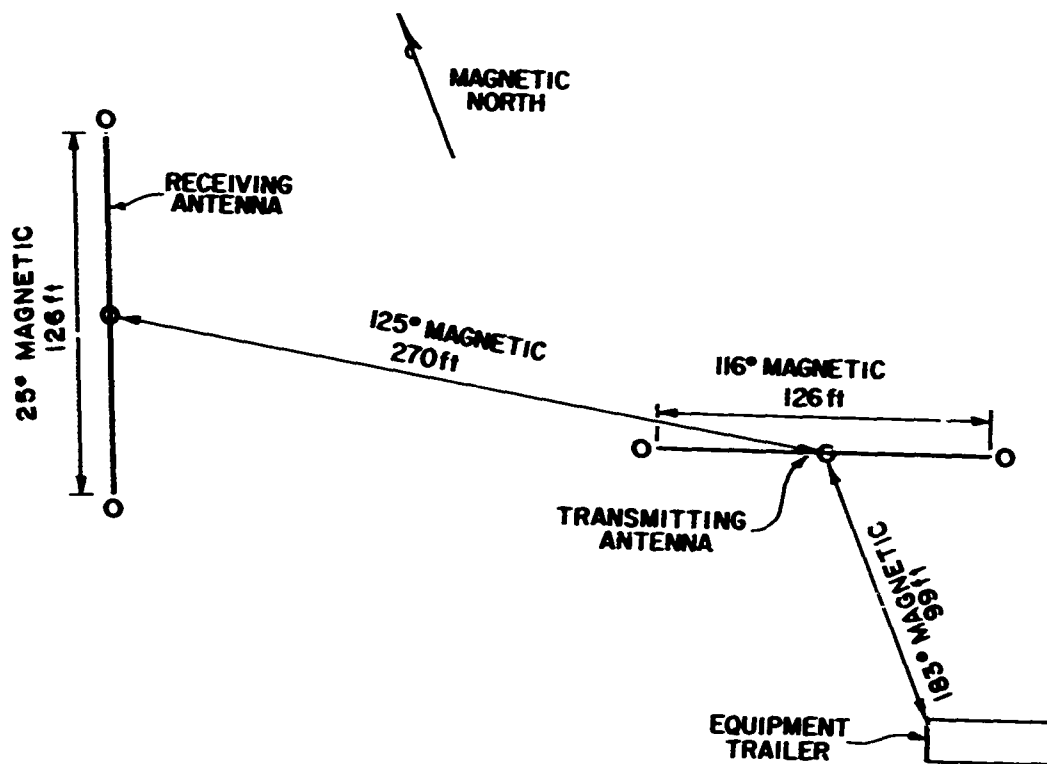 MAGNETIC
NORTH
RECEIVING
ANTENNA
25° MAGNETIC
126 ft
125° MAGNETIC
270 ft
116° MAGNETIC
126 ft
TRANSMITTING
ANTENNA
183° MAGNETIC
99 ft
EQUIPMENT
TRAILER